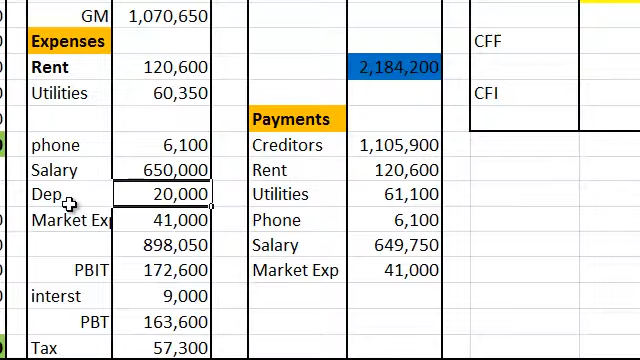 GM 1,070,650
Expenses CFF
Rent 120,600 2,184,200
Utilities 60,350 CFI
Payments
phone 6,100 Creditors 1,105,900
Salary 650,000 Rent 120,600
Dep 20,000 Utilities 61,100
Market Exp 41,000 Phone 6,100
898,050 Salary 649,750
PBIT 172,600 Market Exp 41,000
interst 9,000
PBT 163,600
Tax 57,300